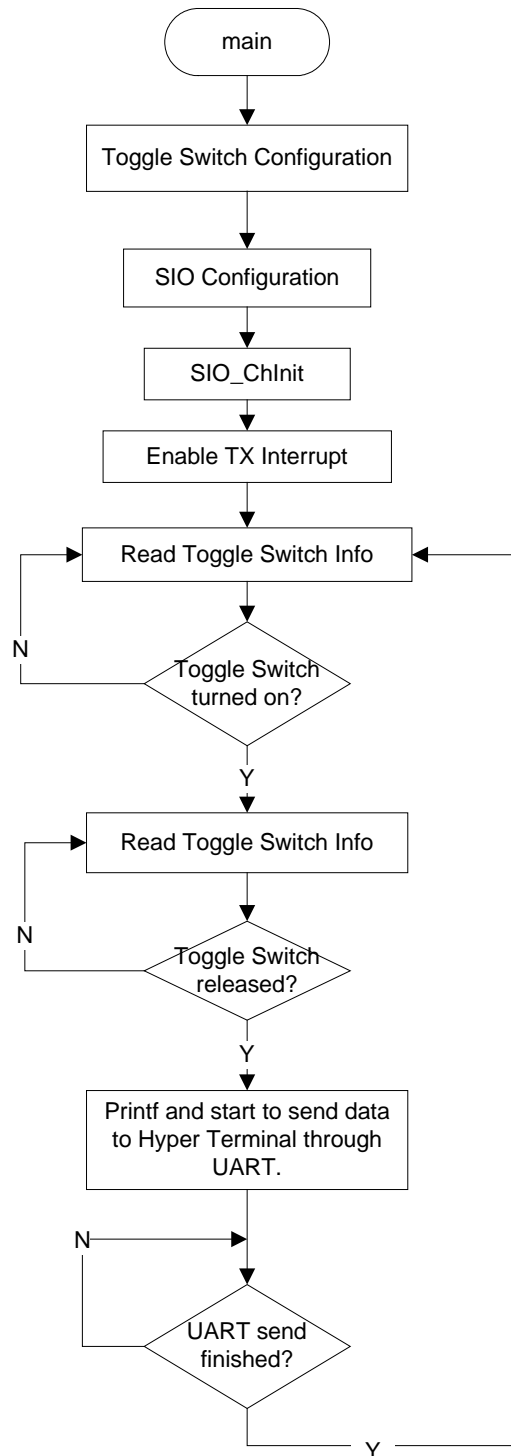 main
Toggle Switch Configuration
SIO Configuration
SIO_ChInit
Enable TX Interrupt
Read Toggle Switch Info
N
Toggle Switch
turned on?
Y
Read Toggle Switch Info
N
Toggle Switch
released?
Y
Printf and start to send data
to Hyper Terminal through
UART.
N
UART send
finished?
Y